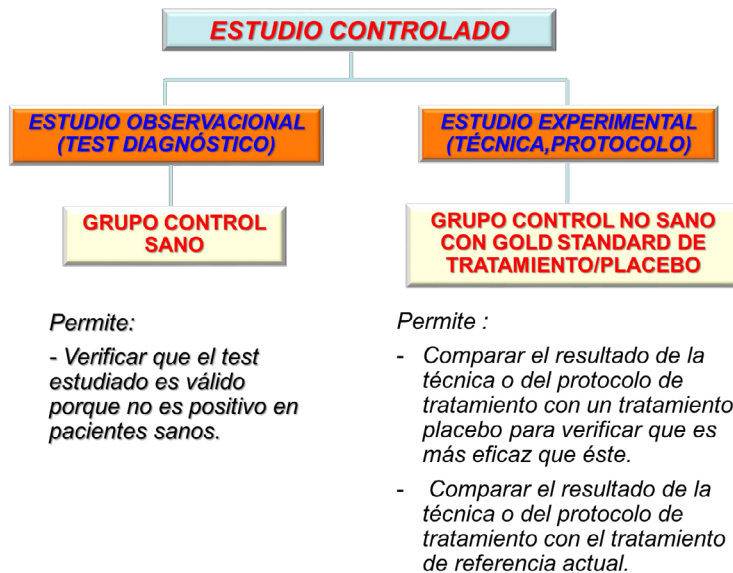 ESTUDIO CONTROLADO
ESTUDIO OBSERVACIONAL
(TEST DIAGNÓSTICO)
GRUPO CONTROL
SANO
Permite:
- Verificar que el test
estudiado es válido
porque no es positivo en
pacientes sanos.
ESTUDIO EXPERIMENTAL
(TÉCNICA,PROTOCOLO)
GRUPO CONTROL NO SANO
CON GOLD STANDARD DE
TRATAMIENTO/PLACEBO
Permite :
- Comparar el resultado de la
técnica o del protocolo de
tratamiento con un tratamiento
placebo para verificar que es
más eficaz que éste.
- Comparar el resultado de la
técnica o del protocolo de
tratamiento con el tratamiento
de referencia actual.